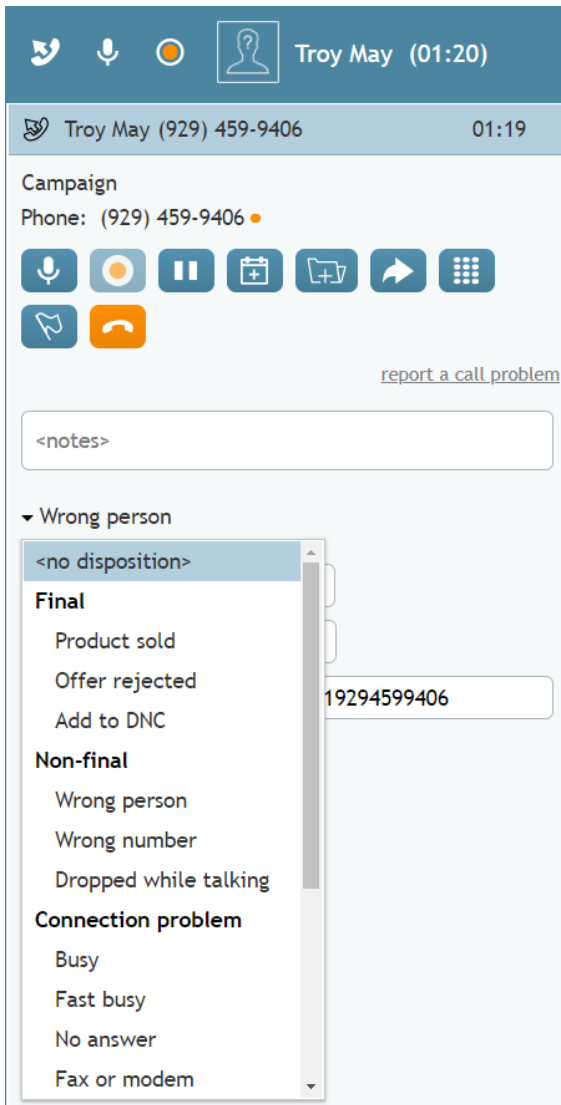 Troy May (01:20)
Troy May (929) 459-9406 01:19
Campaign
Phone: (929) 459-9406
report a call problem
<notes>
Wrong person
<no disposition>
Final
Product sold
Offer rejected
Add to DNC
19294599406
Non-final
Wrong person
Wrong number
Dropped while talking
Connection problem
Busy
Fast busy
No answer
Fax or modem